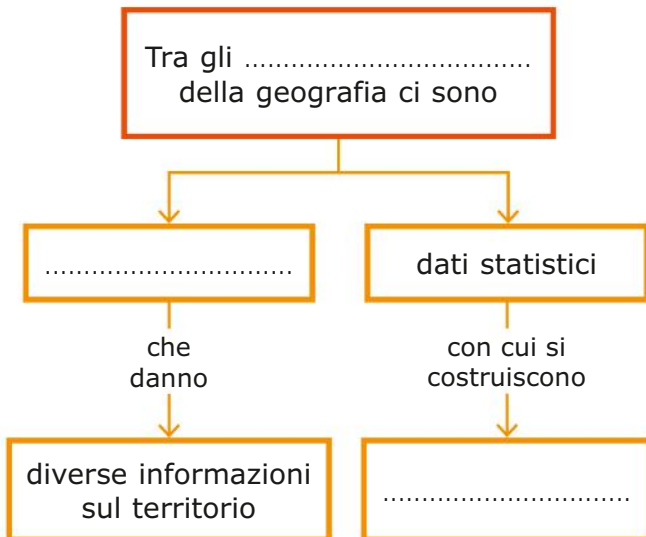 Tra gli .....................................
della geografia ci sono
................................
dati statistici
che
danno
con cui si
costruiscono
diverse informazioni
sul territorio
................................